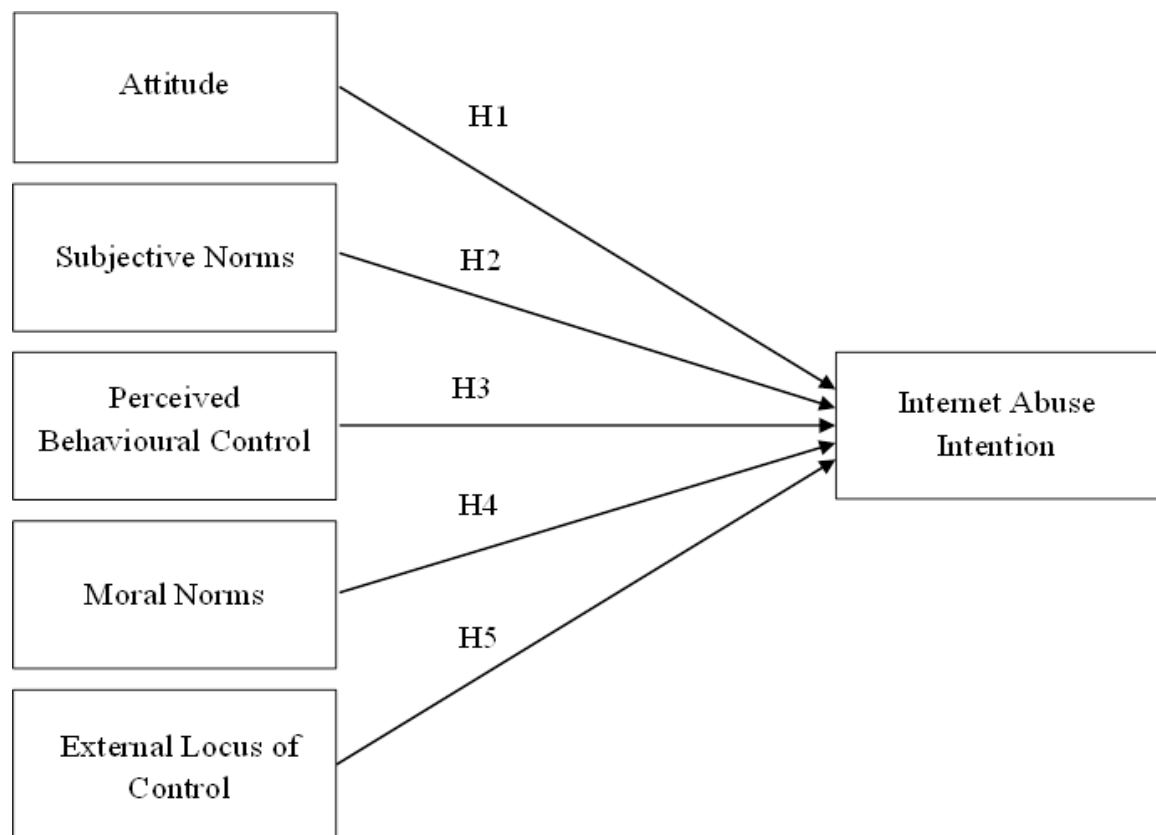 Attitude
H1
Subjective Norms
H2
Perceived
Behavioural Control
H3
Internet Abuse
Intention
Moral Norms
H4
External Locus of
Control
H5